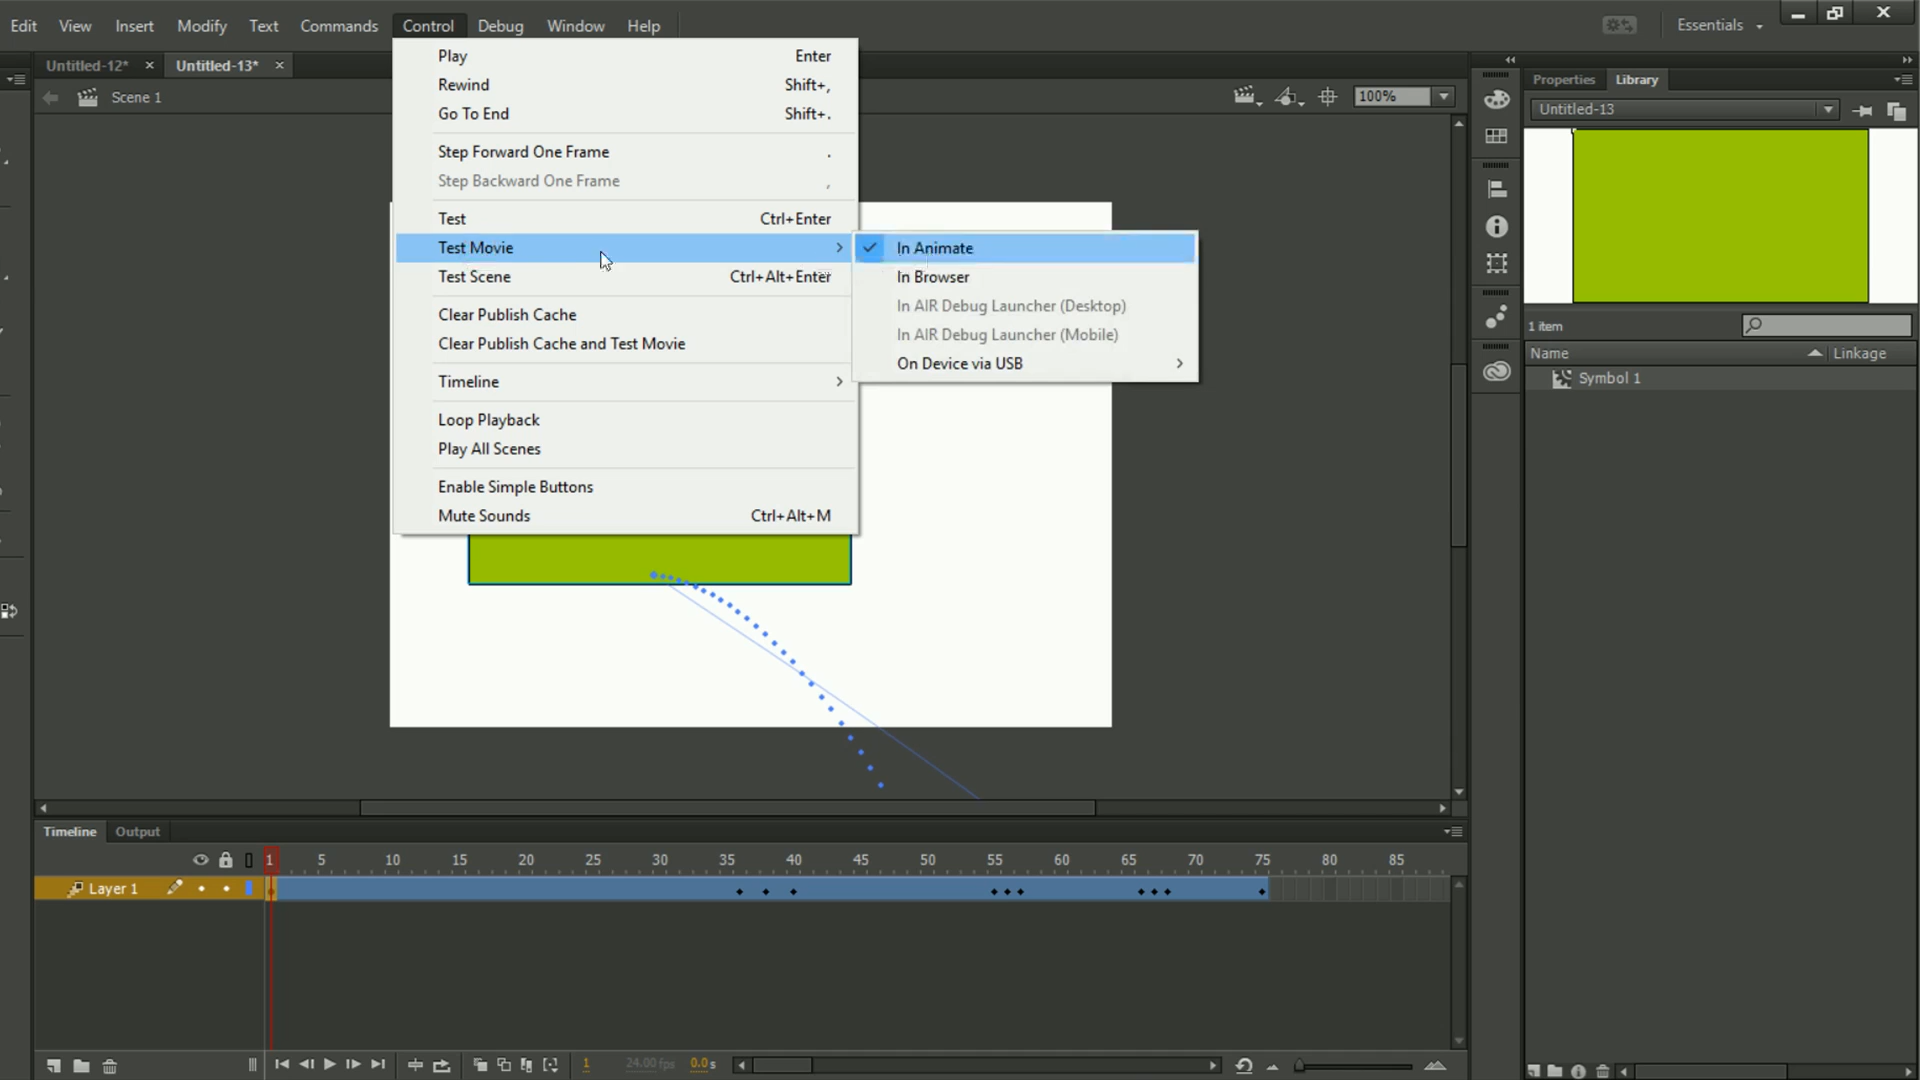 Edit View Insert Modify Text Commands Control Debug Window Help Essentials
Untitled-12* × Untitled-13* ×
Scene 1
100%
Play Enter
Rewind Shift+,
Go To End Shift+.
Step Forward One Frame .
Step Backward One Frame ,
Test Ctrl+Enter
Test Movie
Test Scene Ctrl+Alt+Enter
Clear Publish Cache
Clear Publish Cache and Test Movie
Timeline
Loop Playback
Play All Scenes
Enable Simple Buttons
Mute Sounds Ctrl+Alt+M
In Animate
In Browser
In AIR Debug Launcher (Desktop)
In AIR Debug Launcher (Mobile)
On Device via USB
Properties Library
Untitled-13
1 item
Name Linkage
Symbol 1
Timeline Output
1 5 10 15 20 25 30 35 40 45 50 55 60 65 70 75 80 85
Layer 1
1 24.00 fps 0.0 s